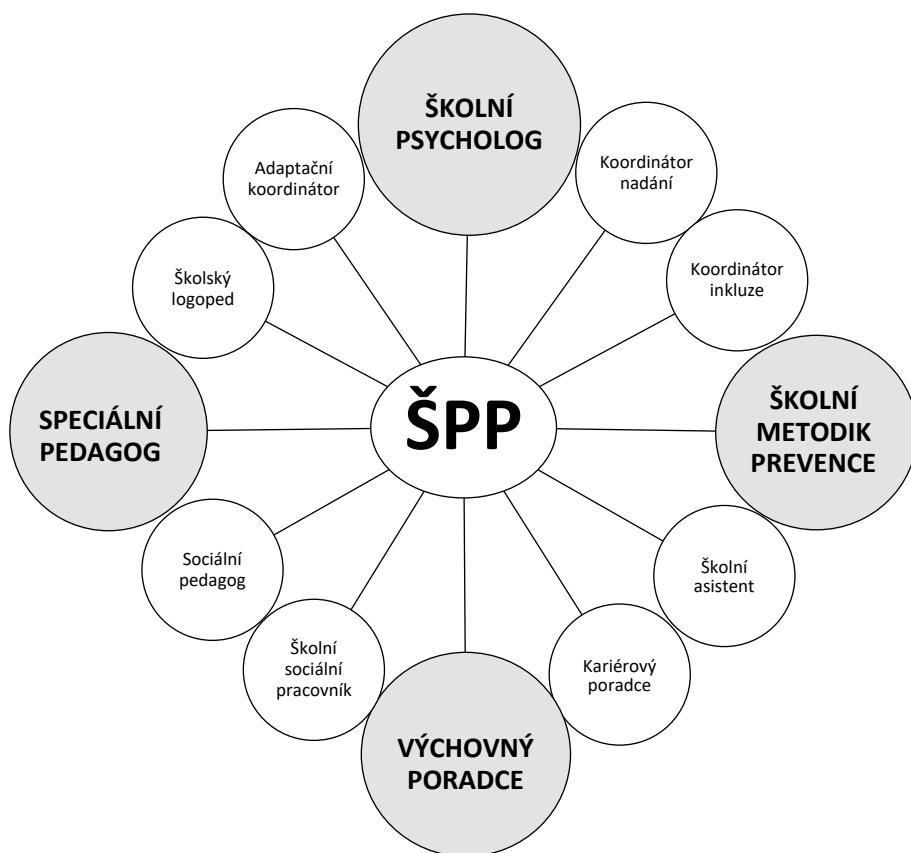 ŠKOLNÍ
PSYCHOLOG
Adaptační
koordinátor
Koordinátor
nadání
Školský
logoped
Koordinátor
inkluze
SPECIÁLNÍ
PEDAGOG
ŠPP
ŠKOLNÍ
METODIK
PREVENCE
Sociální
pedagog
Školní
asistent
Školní
sociální
pracovník
Kariérový
poradce
VÝCHOVNÝ
PORADCE